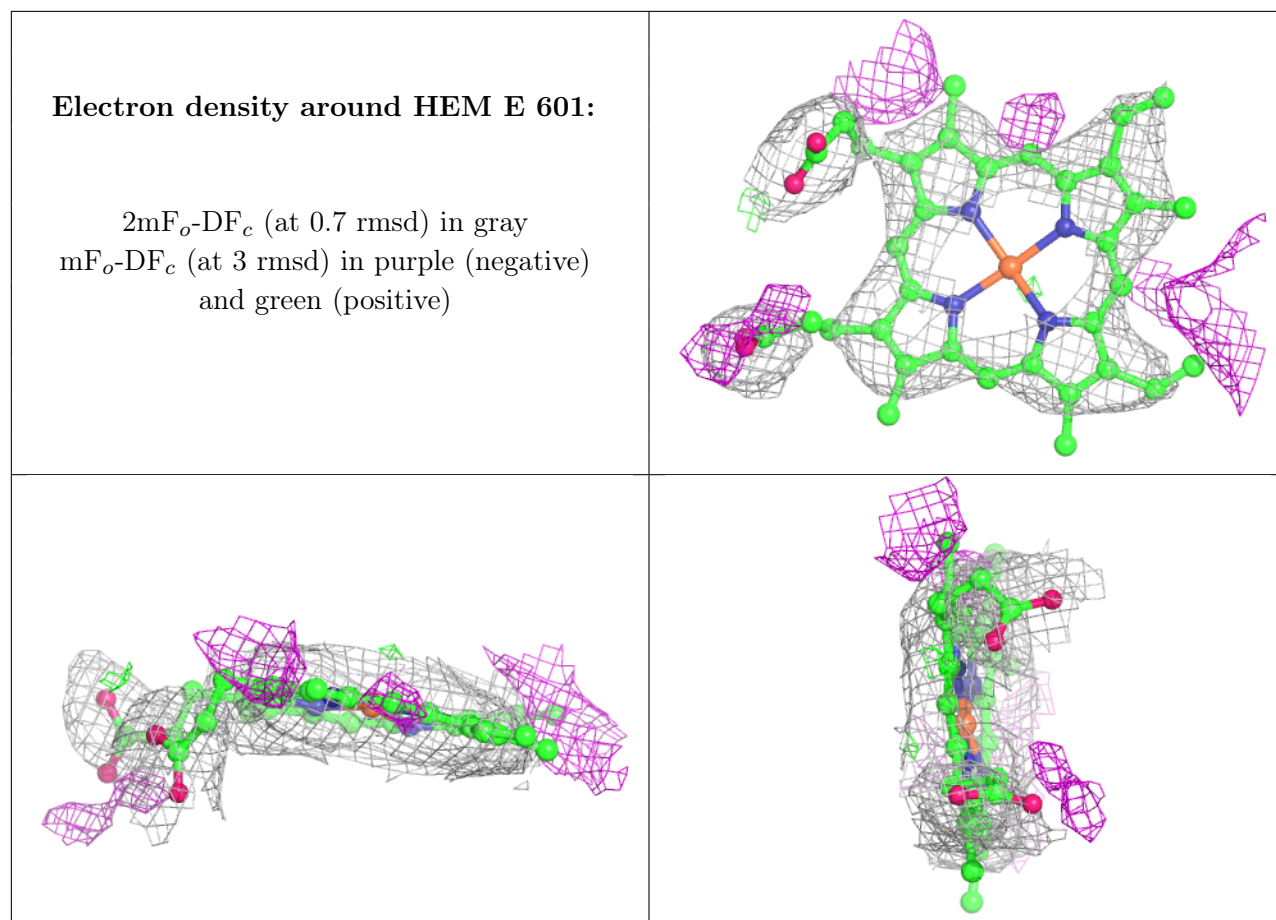 Electron density around HEM E 601:
2mFo-DFc (at 0.7 rmsd) in gray
mFo-DFc (at 3 rmsd) in purple (negative)
and green (positive)